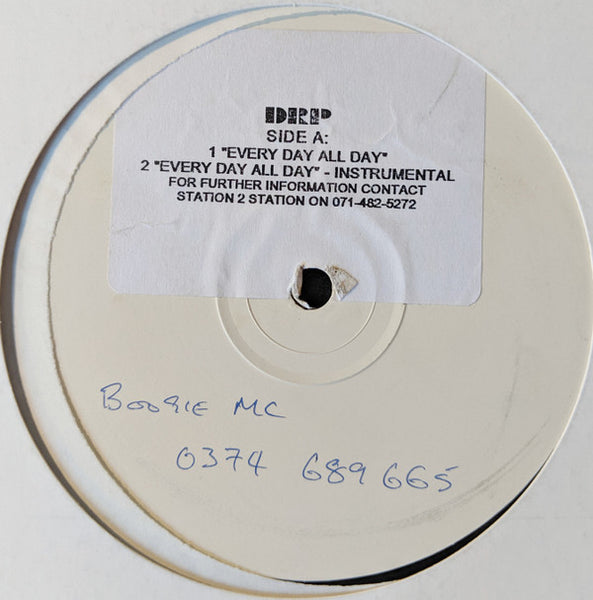 DRP
SIDE A:
1 "EVERY DAY ALL DAY"
2 "EVERY DAY ALL DAY" - INSTRUMENTAL
FOR FURTHER INFORMATION CONTACT
STATION 2 STATION ON 071-482-5272
BOOGIE MC
0374 689 665